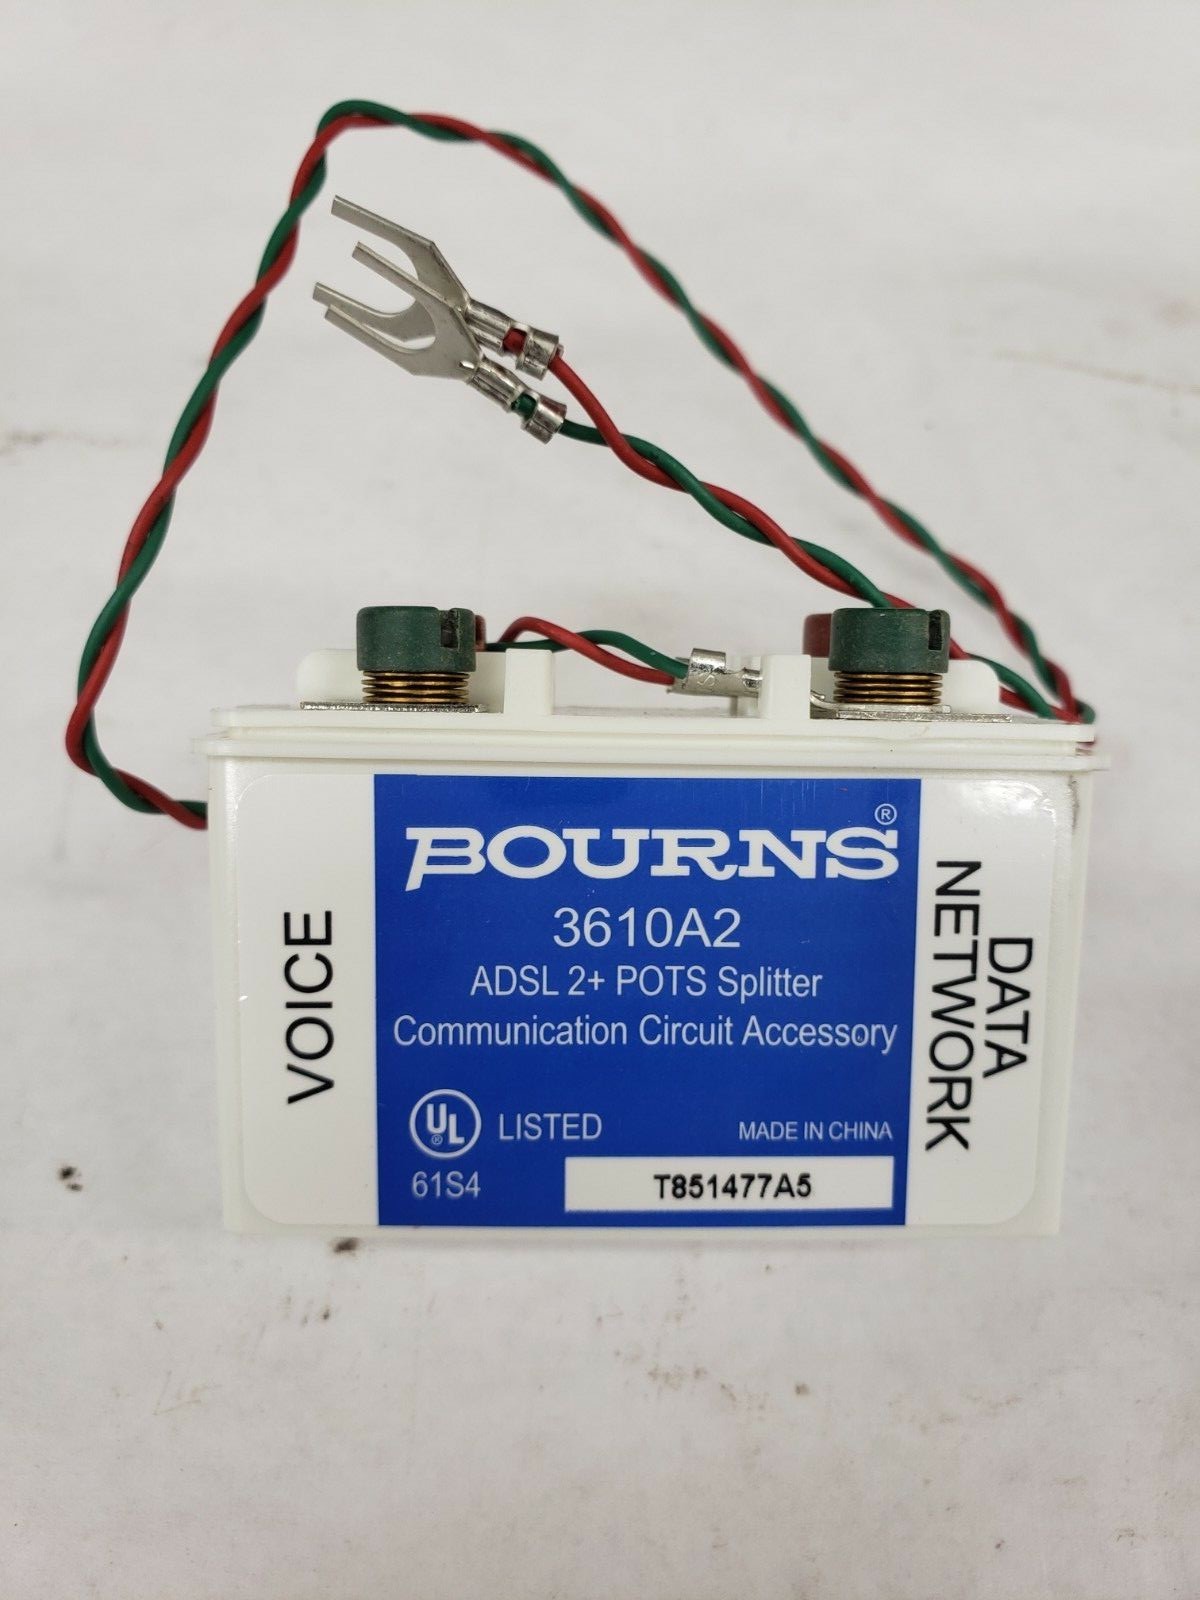 BOURNS®
3610A2
ADSL 2+ POTS Splitter
Communication Circuit Accessory
UL® LISTED
MADE IN CHINA
61S4
T851477A5
VOICE
DATA
NETWORK